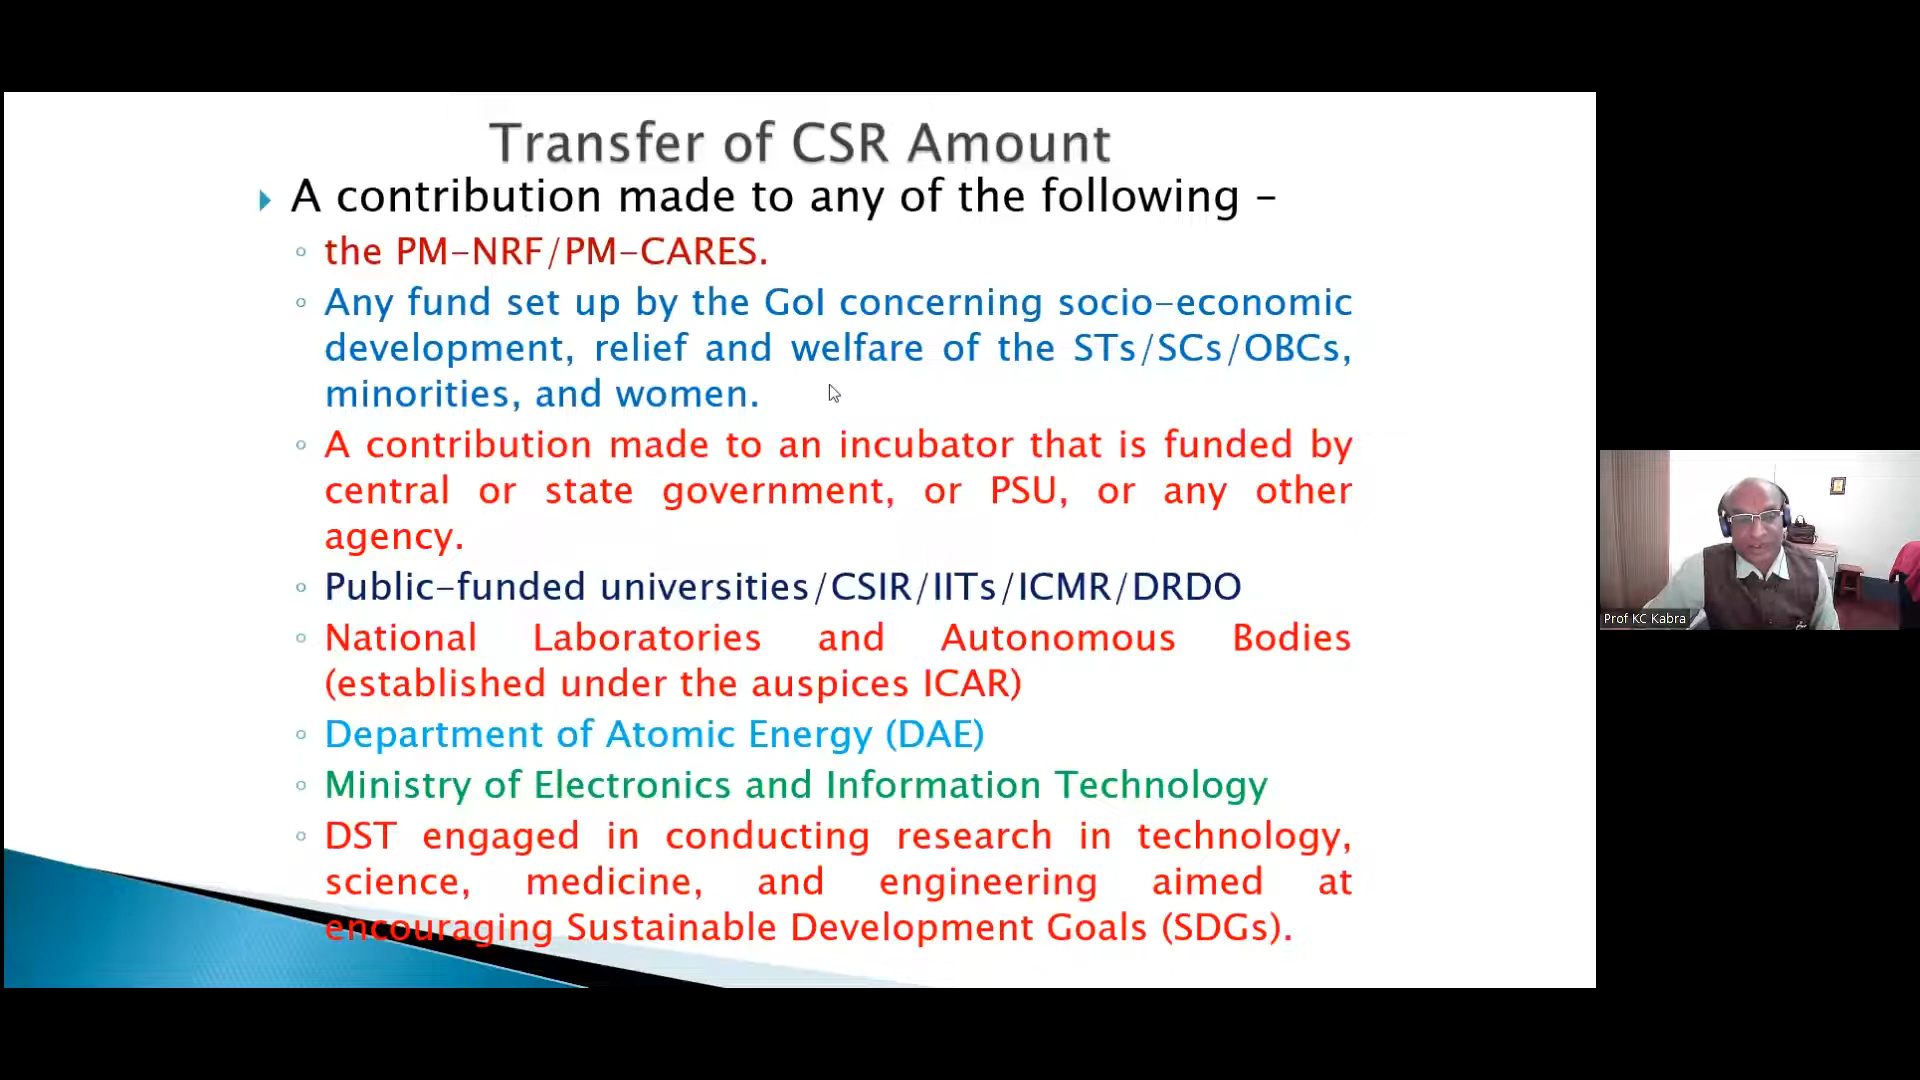 Transfer of CSR Amount
A contribution made to any of the following –
the PM-NRF/PM-CARES.
Any fund set up by the GoI concerning socio-economic
development, relief and welfare of the STs/SCs/OBCs,
minorities, and women.
A contribution made to an incubator that is funded by
central or state government, or PSU, or any other
agency.
Public-funded universities/CSIR/IITs/ICMR/DRDO
National Laboratories and Autonomous Bodies
(established under the auspices ICAR)
Department of Atomic Energy (DAE)
Ministry of Electronics and Information Technology
DST engaged in conducting research in technology,
science, medicine, and engineering aimed at
encouraging Sustainable Development Goals (SDGs).
Prof KC Kabra